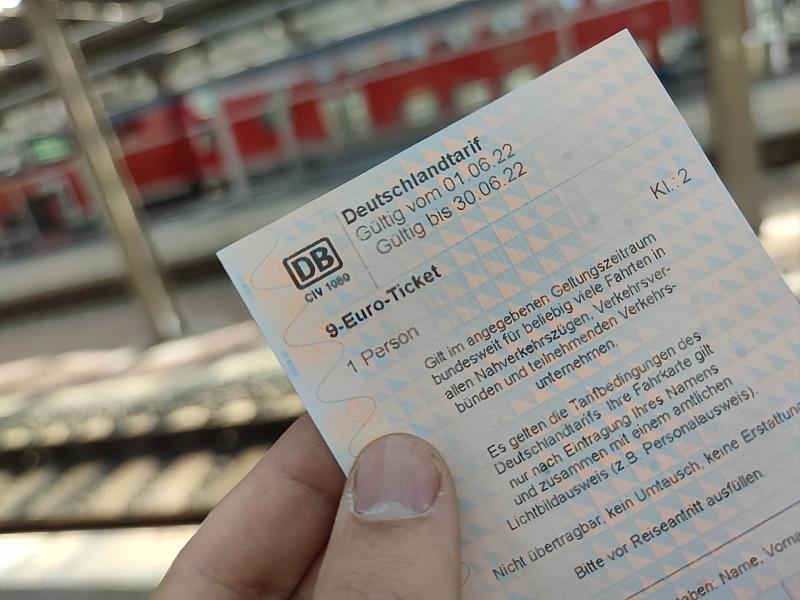 Deutschlandtarif
Gültig vom 01.06.22
Gültig bis 30.06.22
Kl.: 2
DB
CIV 1080
9-Euro-Ticket
1 Person
Gilt im angegebenen Geltungszeitraum
bundesweit für beliebig viele Fahrten in
allen Nahverkehrszügen, Verkehrsver-
bünden und teilnehmenden Verkehrs-
unternehmen.
Es gelten die Tarifbedingungen des
Deutschlandtarifs. Ihre Fahrkarte gilt
nur nach Eintragung Ihres Namens
und zusammen mit einem amtlichen
Lichtbildausweis (z.B. Personalausweis).
Nicht übertragbar, kein Umtausch, keine Erstattung
Bitte vor Reiseantritt ausfüllen
aben: Name, Vorna